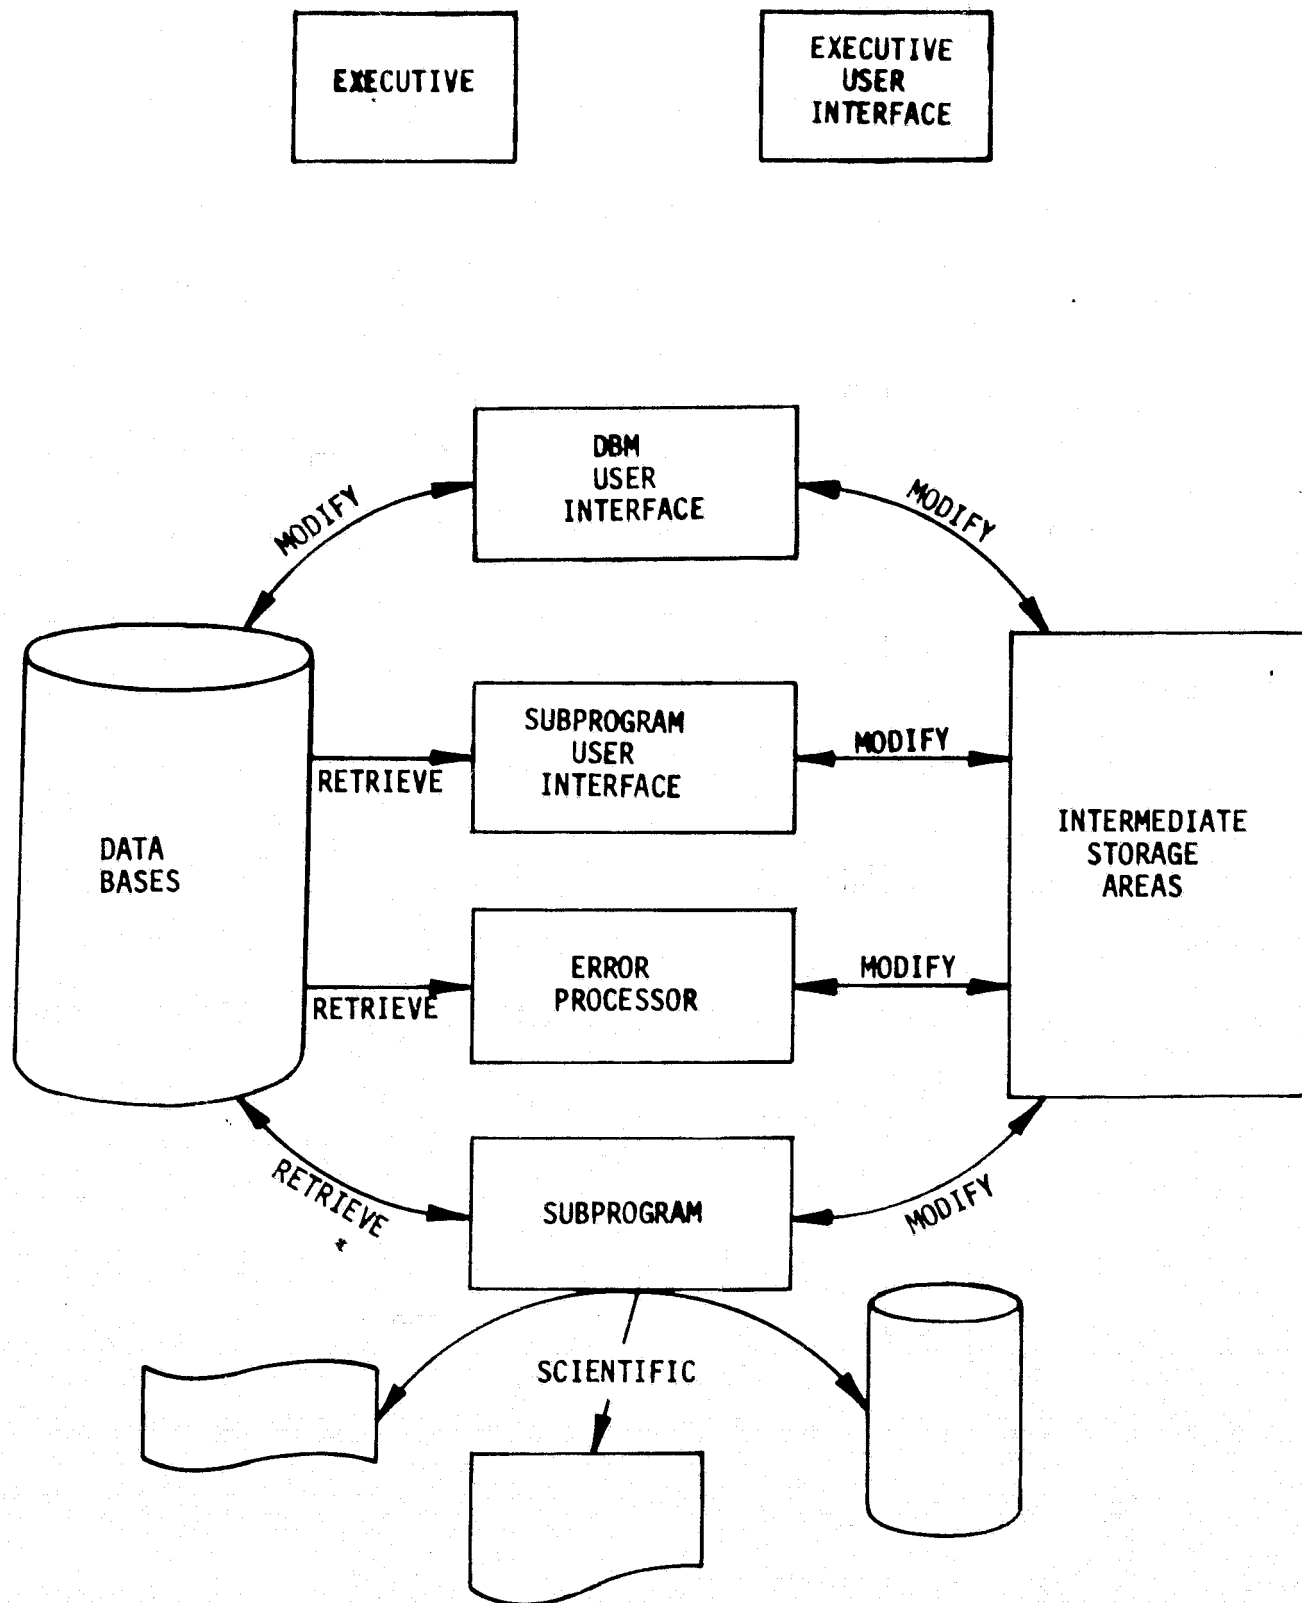 EXECUTIVE
EXECUTIVE
USER
INTERFACE
DBM
USER
INTERFACE
MODIFY
MODIFY
SUBPROGRAM
USER
INTERFACE
RETRIEVE
MODIFY
DATA
BASES
INTERMEDIATE
STORAGE
AREAS
ERROR
PROCESSOR
RETRIEVE
MODIFY
RETRIEVE
SUBPROGRAM
MODIFY
SCIENTIFIC